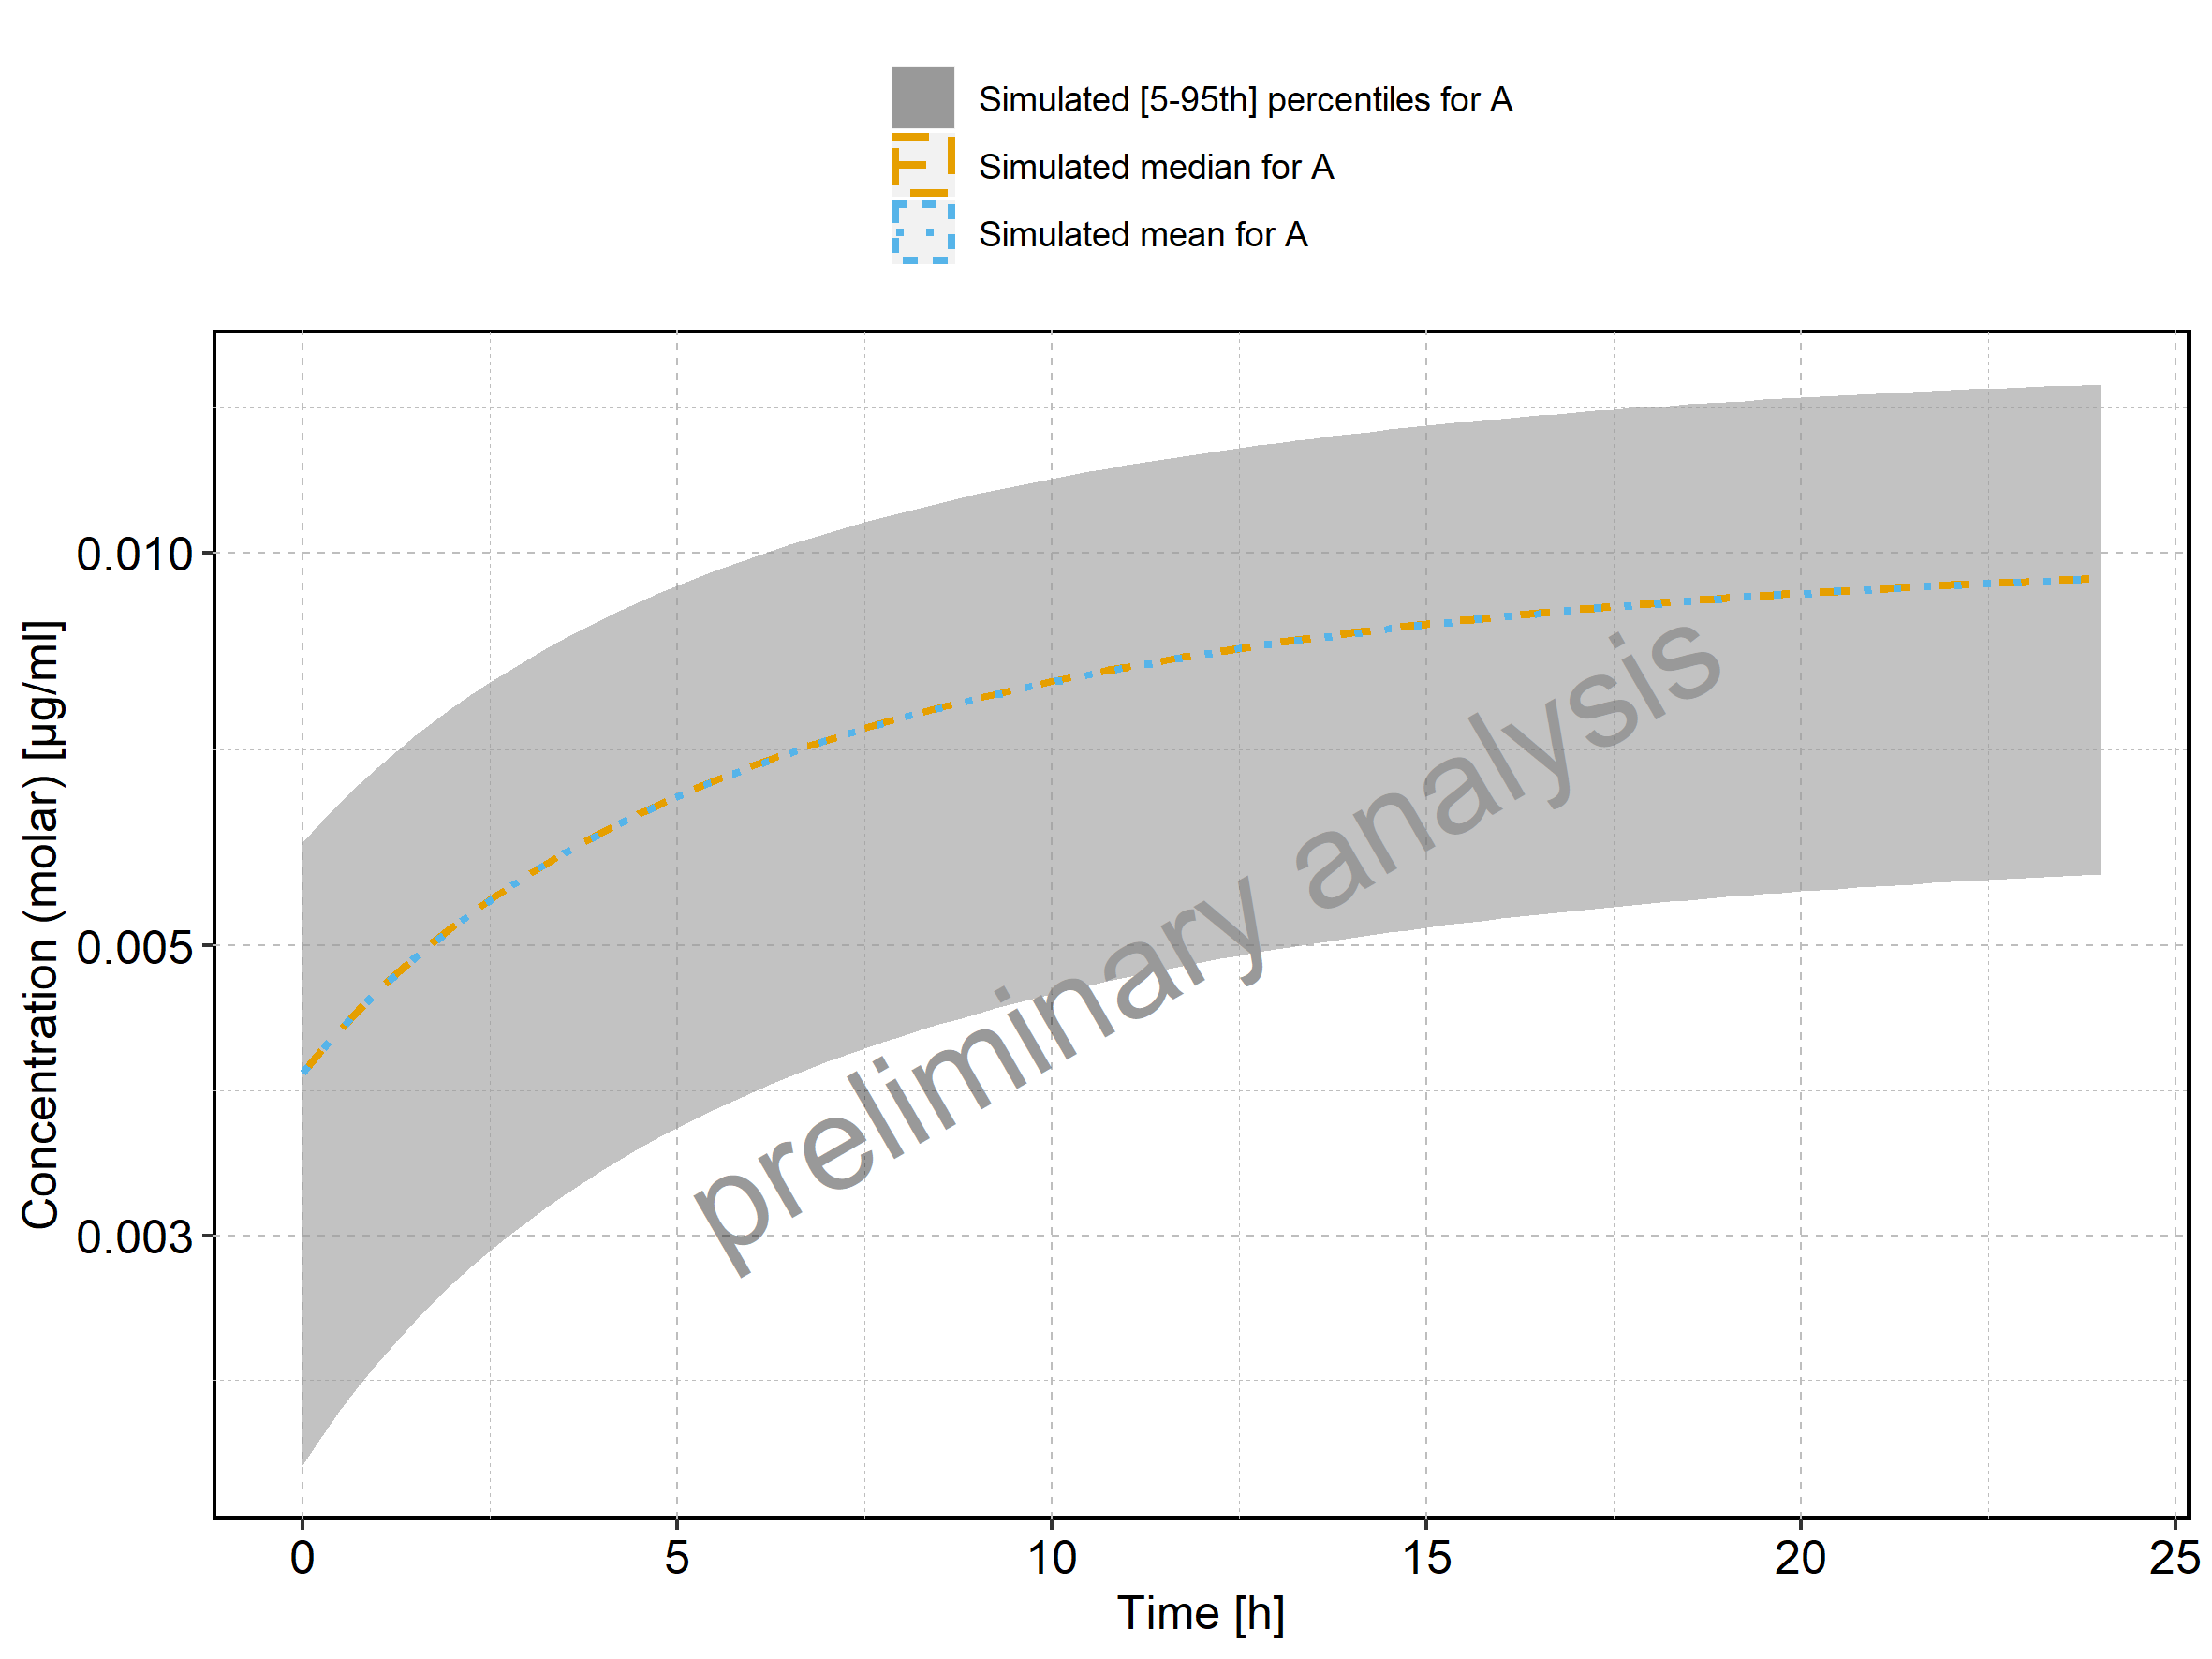 Simulated [5-95th] percentiles for A
Simulated median for A
Simulated mean for A
Concentration (molar) [µg/ml]
0.010
0.005
0.003
preliminary analysis
0 5 10 15 20 25
Time [h]